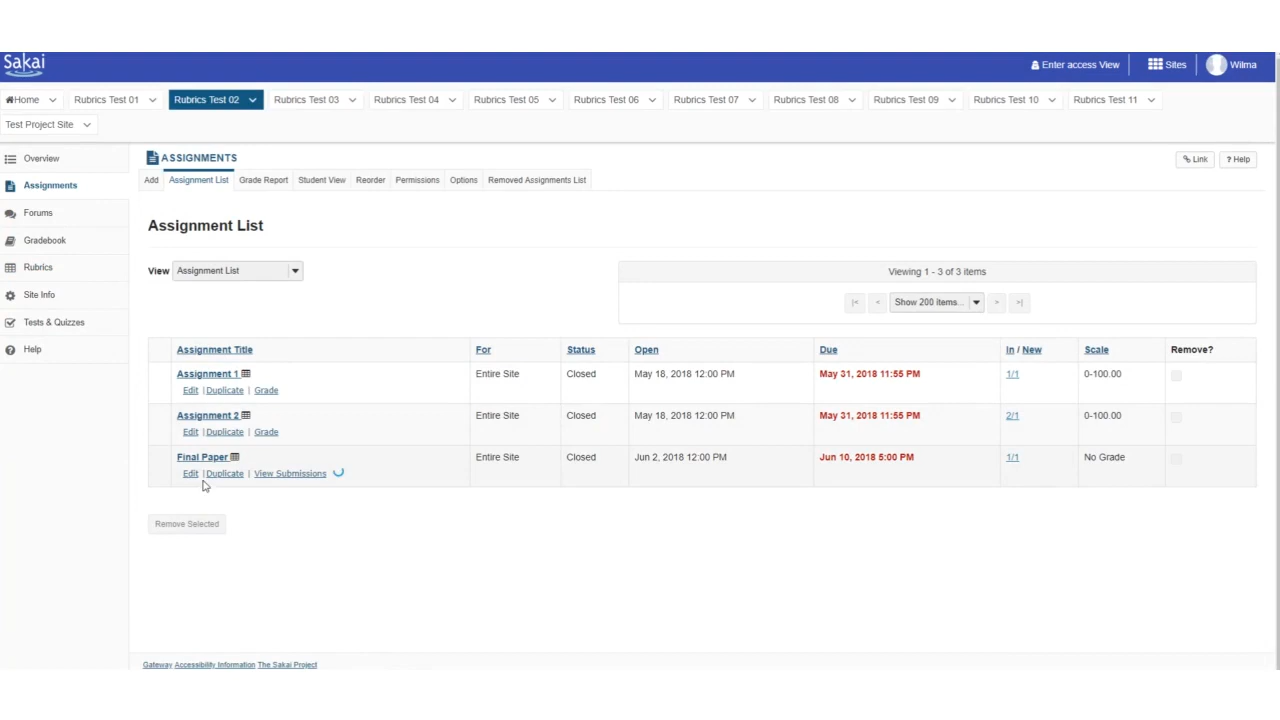 Sakai
Enter access View
Sites
Wilma
Home
Rubrics Test 01
Rubrics Test 02
Rubrics Test 03
Rubrics Test 04
Rubrics Test 05
Rubrics Test 06
Rubrics Test 07
Rubrics Test 08
Rubrics Test 09
Rubrics Test 10
Rubrics Test 11
Test Project Site
Overview
Assignments
Forums
Gradebook
Rubrics
Site Info
Tests & Quizzes
Help
ASSIGNMENTS
Link
? Help
Add
Assignment List
Grade Report
Student View
Reorder
Permissions
Options
Removed Assignments List
Assignment List
View
Assignment List
Viewing 1 - 3 of 3 items
|<
<
Show 200 items...
>
>|
Assignment Title
For
Status
Open
Due
In / New
Scale
Remove?
Assignment 1
Entire Site
Closed
May 18, 2018 12:00 PM
May 31, 2018 11:55 PM
1/1
0-100.00
Edit | Duplicate | Grade
Assignment 2
Entire Site
Closed
May 18, 2018 12:00 PM
May 31, 2018 11:55 PM
2/1
0-100.00
Edit | Duplicate | Grade
Final Paper
Entire Site
Closed
Jun 2, 2018 12:00 PM
Jun 10, 2018 5:00 PM
1/1
No Grade
Edit | Duplicate | View Submissions
Remove Selected
Gateway Accessibility Information The Sakai Project